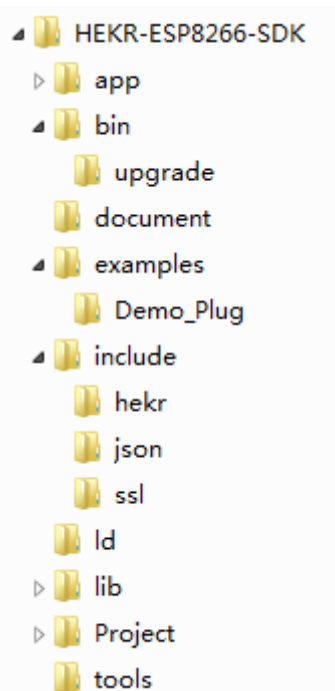 HEKR-ESP8266-SDK
app
bin
upgrade
document
examples
Demo_Plug
include
hekr
json
ssl
ld
lib
Project
tools